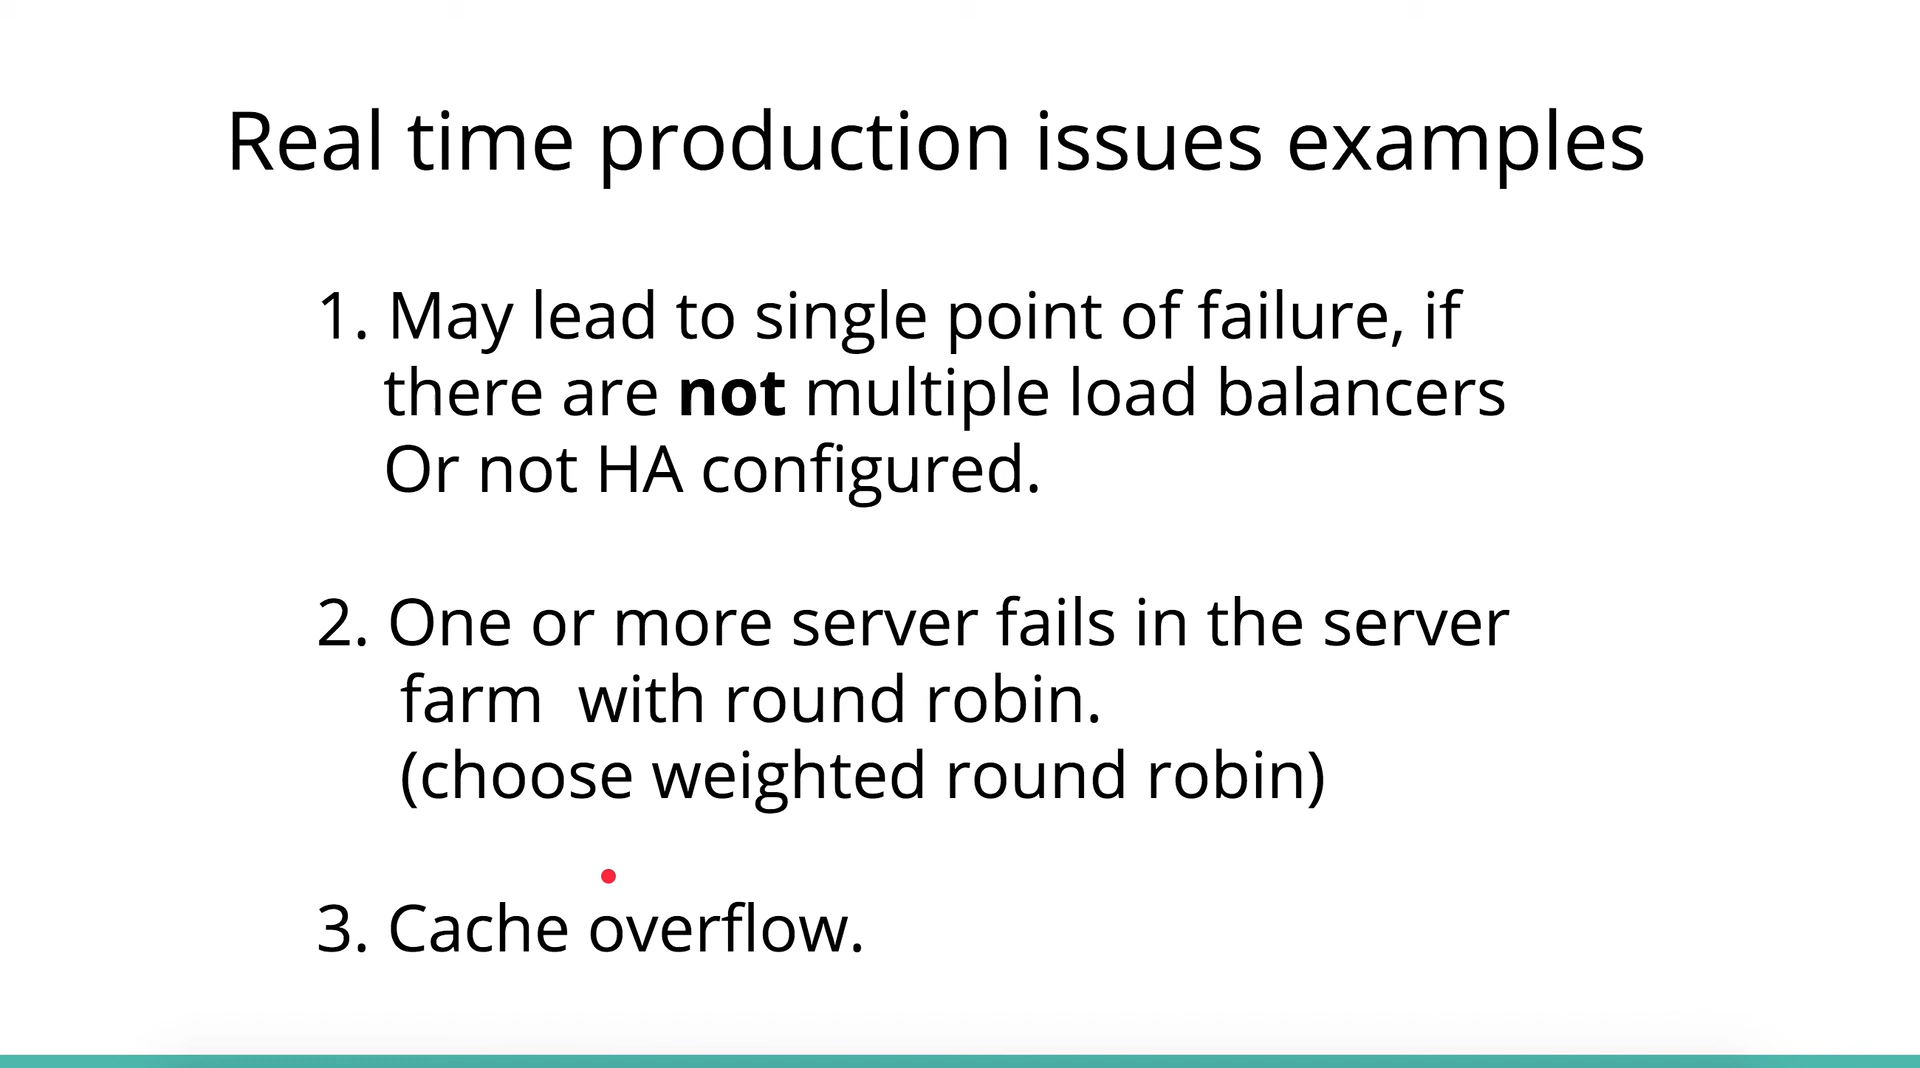 Real time production issues examples
1. May lead to single point of failure, if
there are not multiple load balancers
Or not HA configured.
2. One or more server fails in the server
farm  with round robin.
(choose weighted round robin)
3. Cache overflow.